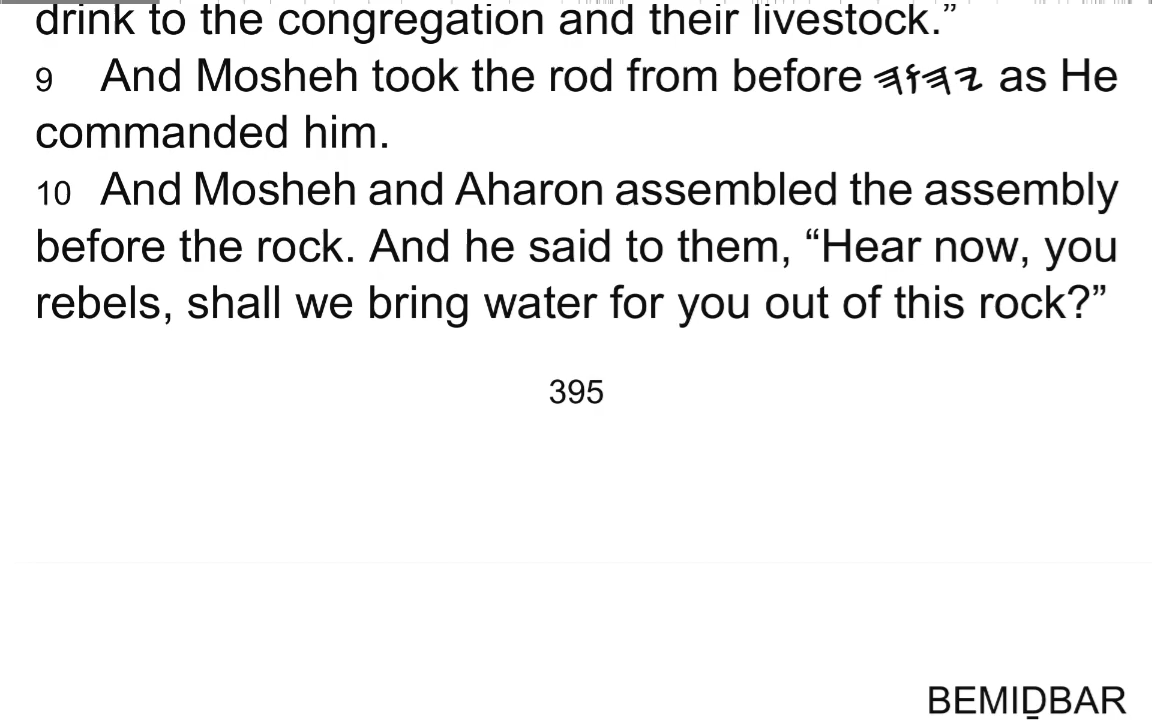 drink to the congregation and their livestock.”
9 And Mosheh took the rod from before 𐤉𐤄𐤅𐤄 as He
commanded him.
10 And Mosheh and Aharon assembled the assembly
before the rock. And he said to them, “Hear now, you
rebels, shall we bring water for you out of this rock?”
395
BEMIḎBAR